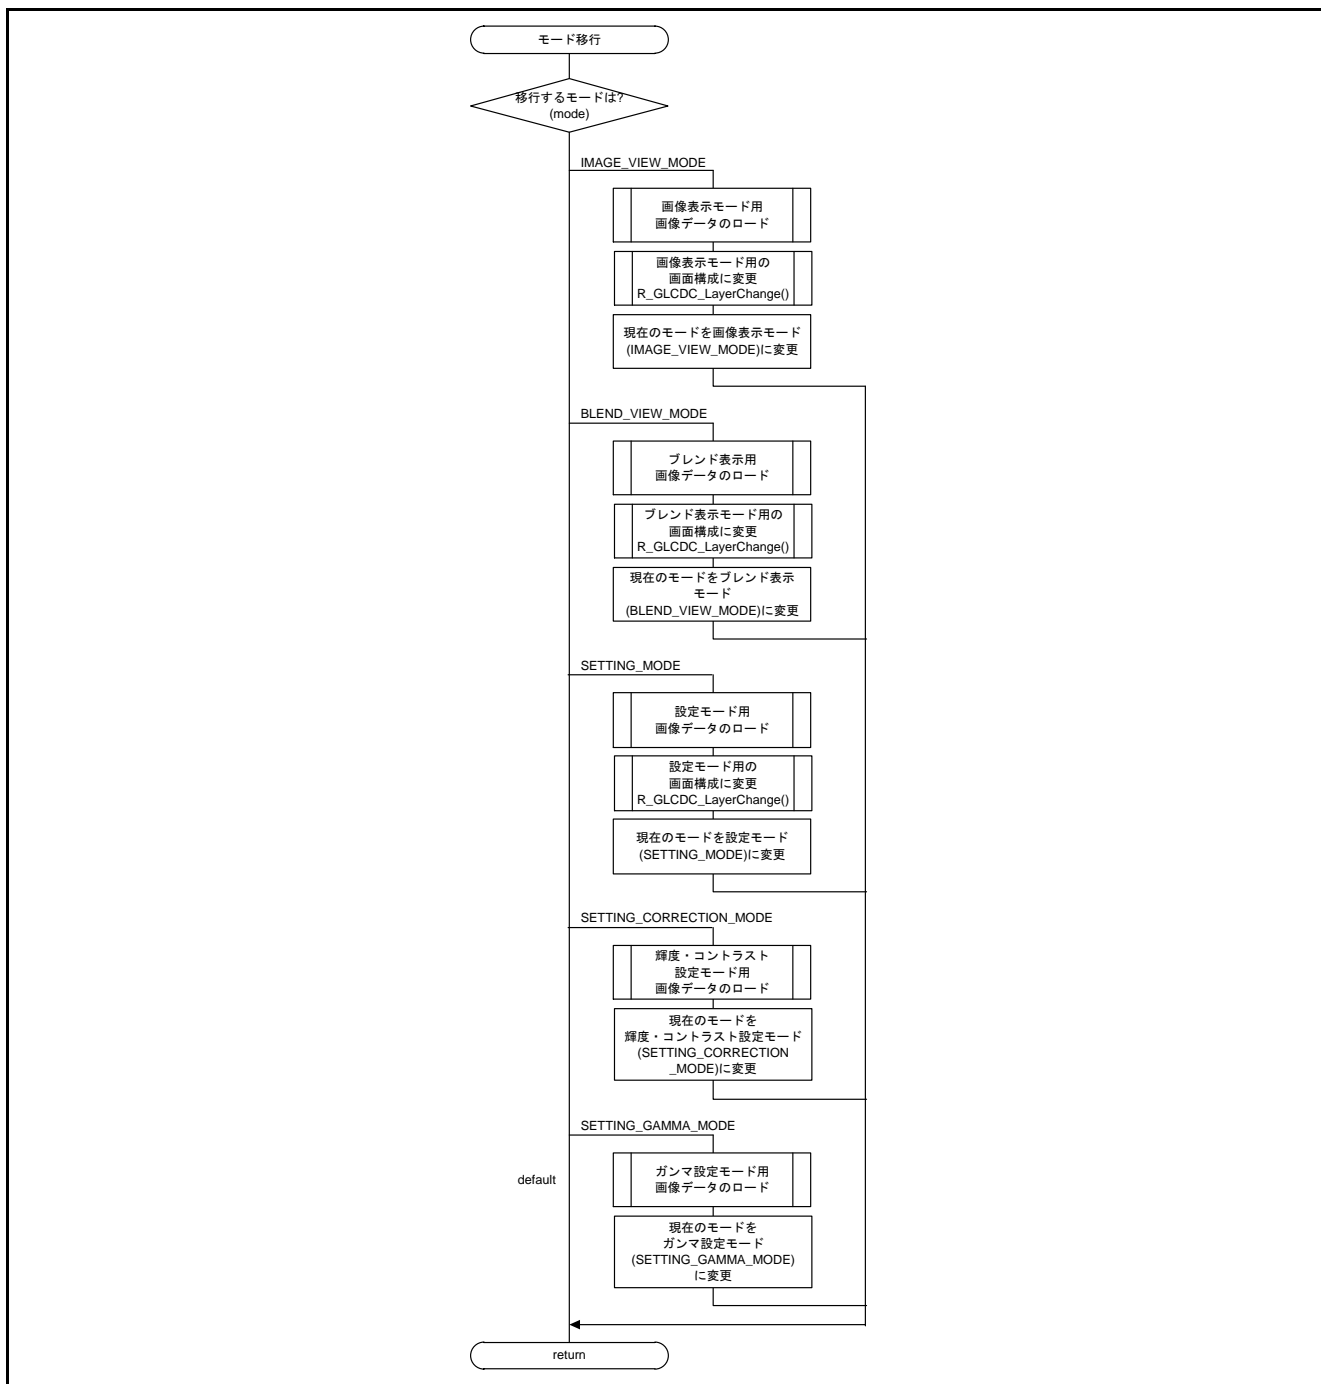 モード移行
移行するモードは?
(mode)
IMAGE_VIEW_MODE
画像表示モード用
画像データのロード
画像表示モード用の
画面構成に変更
R_GLCDC_LayerChange()
現在のモードを画像表示モード
(IMAGE_VIEW_MODE)に変更
BLEND_VIEW_MODE
ブレンド表示用
画像データのロード
ブレンド表示モード用の
画面構成に変更
R_GLCDC_LayerChange()
現在のモードをブレンド表示
モード
(BLEND_VIEW_MODE)に変更
SETTING_MODE
設定モード用
画像データのロード
設定モード用の
画面構成に変更
R_GLCDC_LayerChange()
現在のモードを設定モード
(SETTING_MODE)に変更
SETTING_CORRECTION_MODE
輝度・コントラスト
設定モード用
画像データのロード
現在のモードを
輝度・コントラスト設定モード
(SETTING_CORRECTION
_MODE)に変更
SETTING_GAMMA_MODE
default
ガンマ設定モード用
画像データのロード
現在のモードを
ガンマ設定モード
(SETTING_GAMMA_MODE)
に変更
return